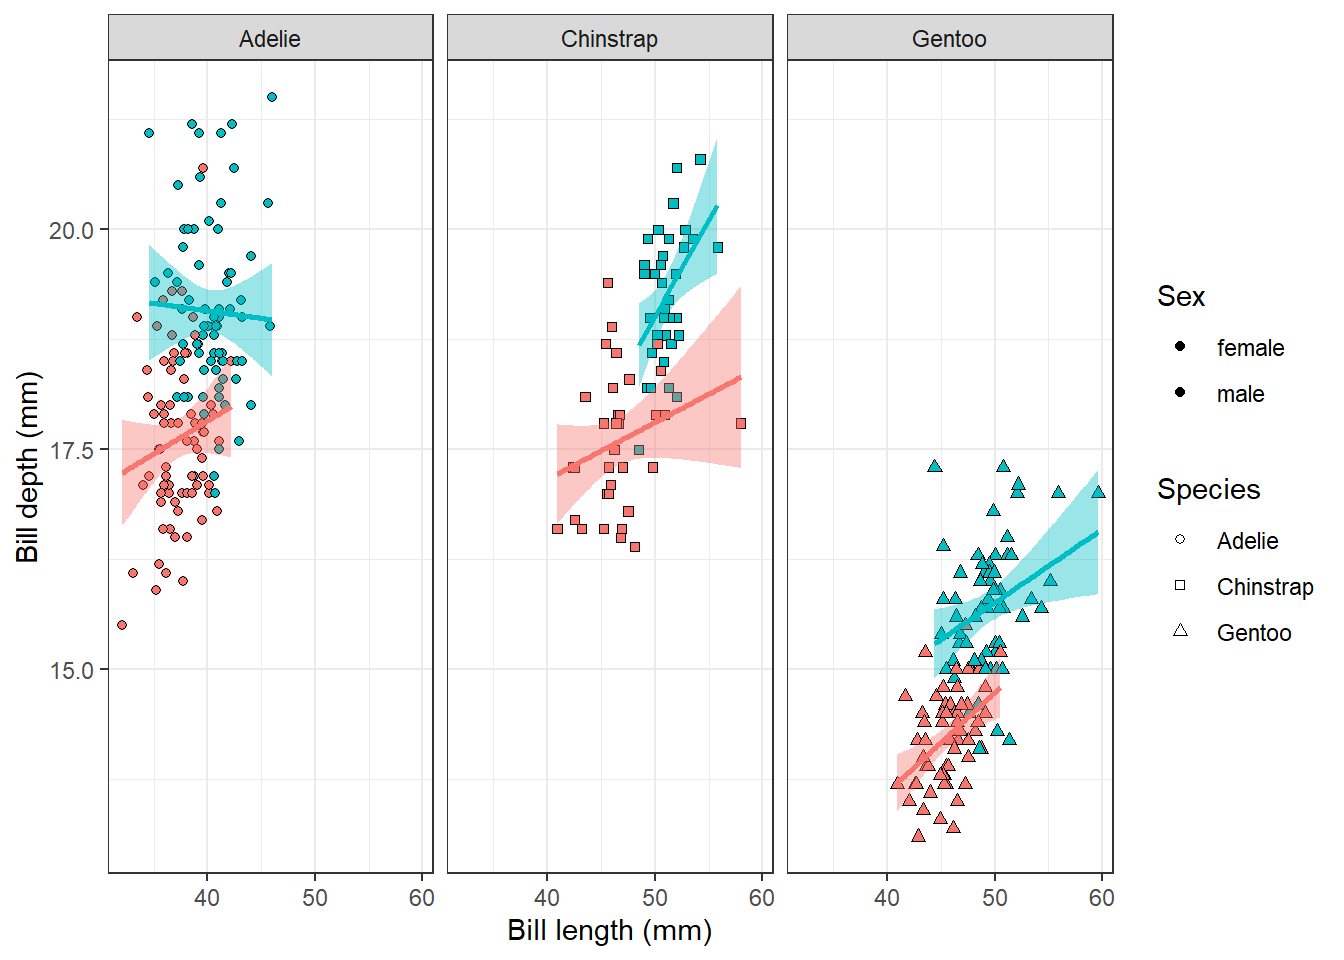 Adelie Chinstrap Gentoo
Bill depth (mm)
20.0
17.5
15.0
40 50 60 40 50 60 40 50 60
Bill length (mm)
Sex
female
male
Species
Adelie
Chinstrap
Gentoo